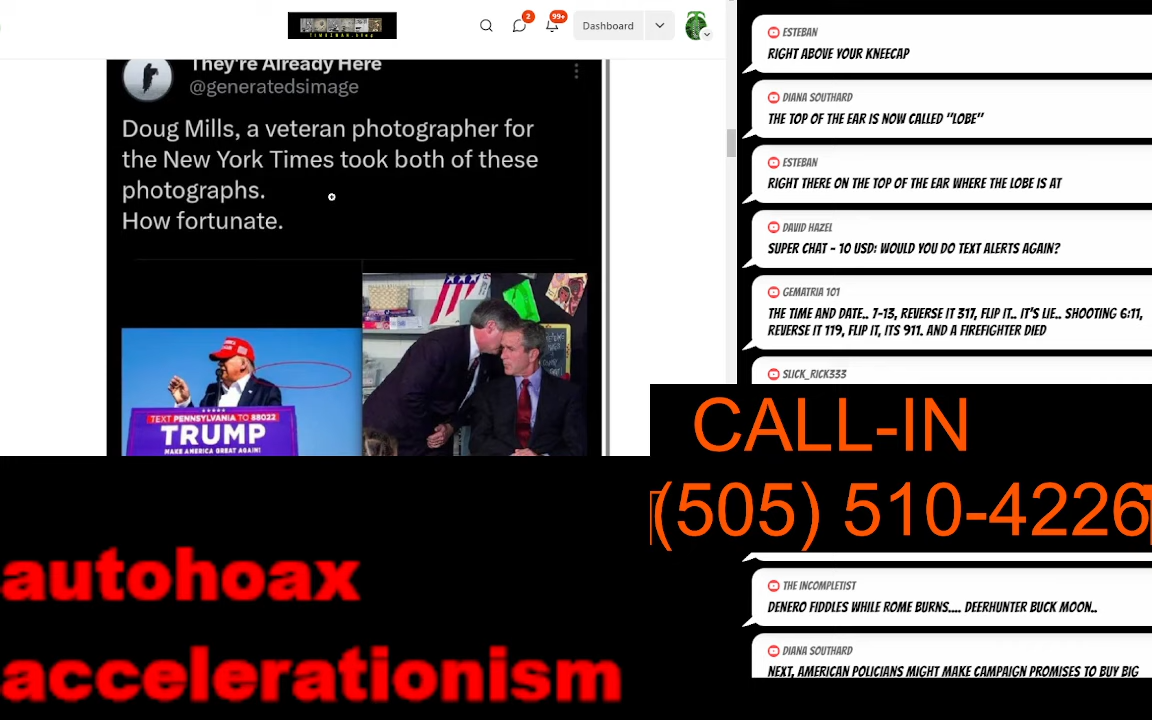 2
99+
Dashboard
They're Already Here
@generatedsimage
Doug Mills, a veteran photographer for
the New York Times took both of these
photographs.
How fortunate.
TEXT PENNSYLVANIA TO 88022
TRUMP
MAKE AMERICA GREAT AGAIN!
autohoax
accelerationism
ESTEBAN
RIGHT ABOVE YOUR KNEECAP
DIANA SOUTHARD
THE TOP OF THE EAR IS NOW CALLED "LOBE"
ESTEBAN
RIGHT THERE ON THE TOP OF THE EAR WHERE THE LOBE IS AT
DAVID HAZEL
SUPER CHAT - 10 USD: WOULD YOU DO TEXT ALERTS AGAIN?
GEMATRIA 101
THE TIME AND DATE.. 7-13, REVERSE IT 317, FLIP IT.. IT'S LIE.. SHOOTING 6:11,
REVERSE IT 119, FLIP IT, ITS 911. AND A FIREFIGHTER DIED
SLICK_RICK333
CALL-IN
(505) 510-4226
THE INCOMPLETIST
DENERO FIDDLES WHILE ROME BURNS.... DEERHUNTER BUCK MOON..
DIANA SOUTHARD
NEXT, AMERICAN POLICIANS MIGHT MAKE CAMPAIGN PROMISES TO BUY BIG